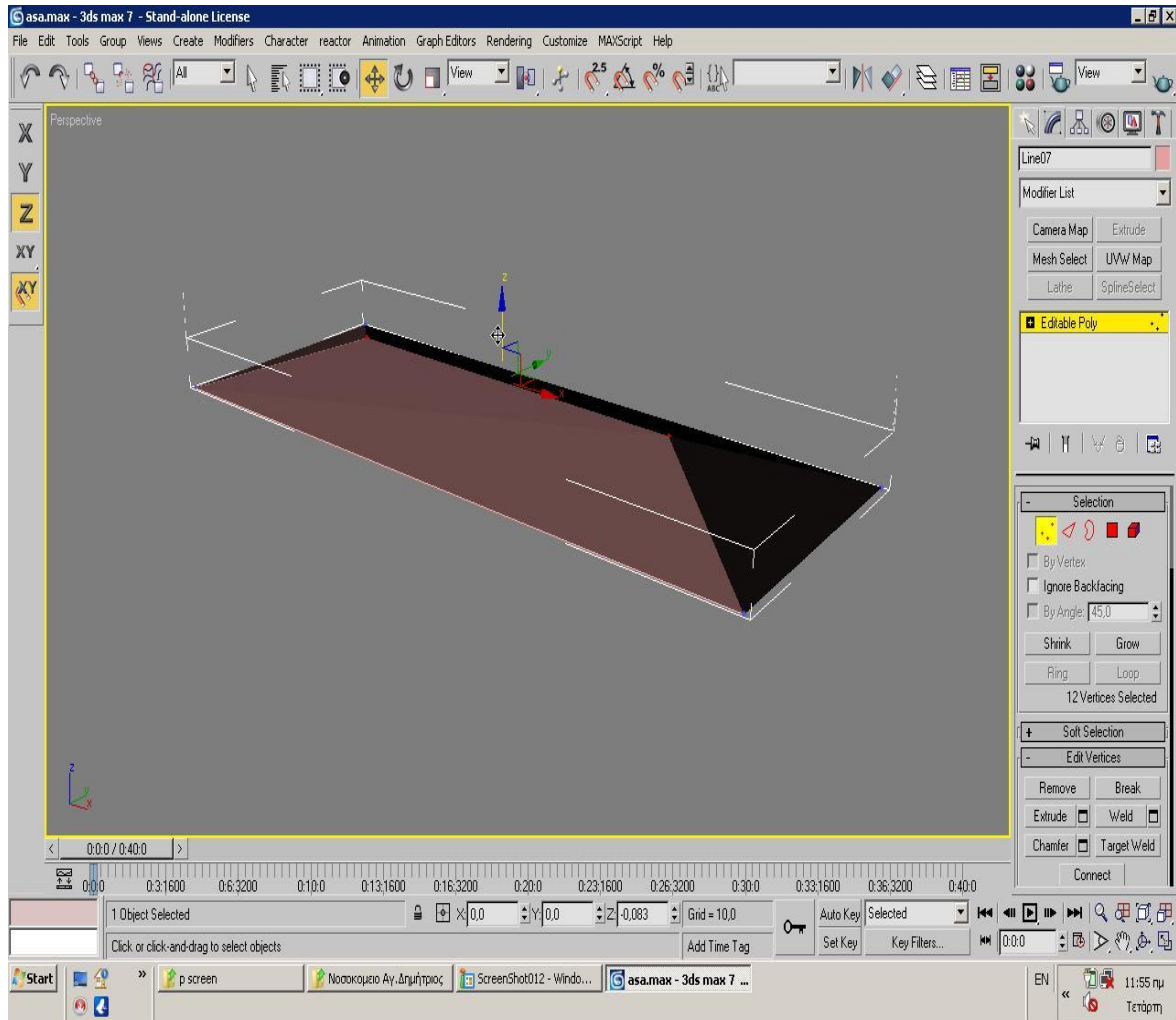 asa.max - 3ds max 7 - Stand-alone License
File Edit Tools Group Views Create Modifiers Character reactor Animation Graph Editors Rendering Customize MAXScript Help
All View 2.5 % ABC View
Perspective
X
Y
Z
XY
XY
z
y
x
z
y
x
Line07
Modifier List
Camera Map Extrude
Mesh Select UVW Map
Lathe SplineSelect
Editable Poly
- Selection
By Vertex
Ignore Backfacing
By Angle: 45,0
Shrink Grow
Ring Loop
12 Vertices Selected
+ Soft Selection
- Edit Vertices
Remove Break
Extrude Weld
Chamfer Target Weld
Connect
< 0:0:0 / 0:40:0 >
0:0:0 0:3:1600 0:6:3200 0:10:0 0:13:1600 0:16:3200 0:20:0 0:23:1600 0:26:3200 0:30:0 0:33:1600 0:36:3200 0:40:0
1 Object Selected X: 0,0 Y: 0,0 Z: -0,083 Grid = 10,0 Auto Key Selected
Click or click-and-drag to select objects Add Time Tag Set Key Key Filters... 0:0:0
Start » p screen Νοσοκομειο Αγ.Δημήτριος ScreenShot012 - Windo... asa.max - 3ds max 7 ... EN « 11:55 πμ
Τετάρτη